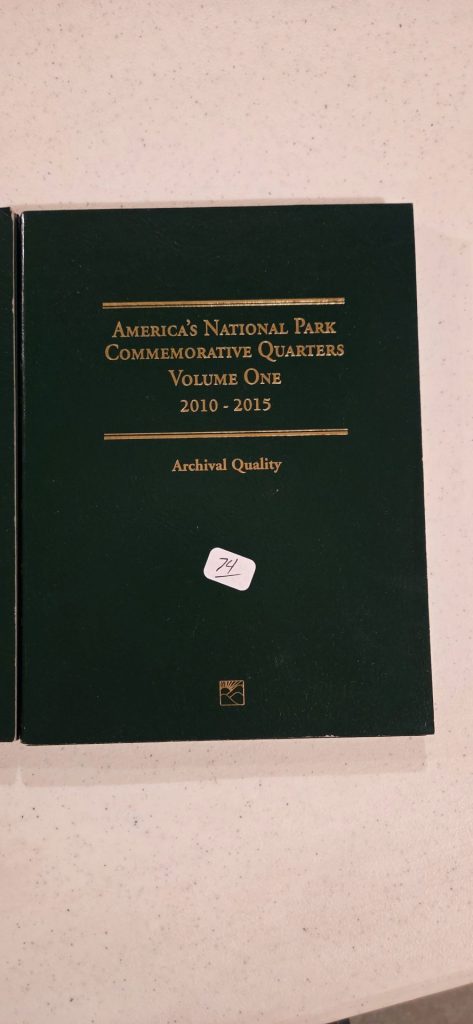 AMERICA'S NATIONAL PARK
COMMEMORATIVE QUARTERS
VOLUME ONE
2010 - 2015
Archival Quality
74